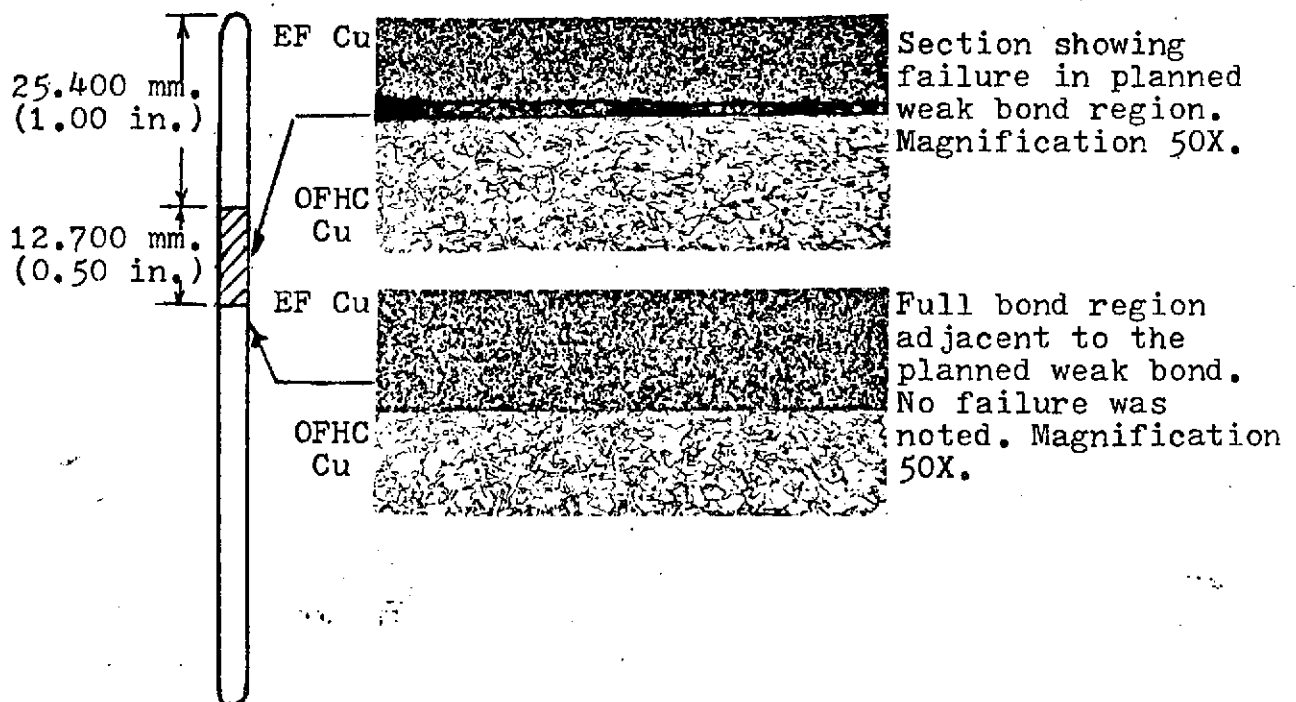 25.400 mm.
(1.00 in.)
12.700 mm.
(0.50 in.)
EF Cu
OFHC
Cu
Section showing
failure in planned
weak bond region.
Magnification 50X.
EF Cu
OFHC
Cu
Full bond region
adjacent to the
planned weak bond.
No failure was
noted. Magnification
50X.